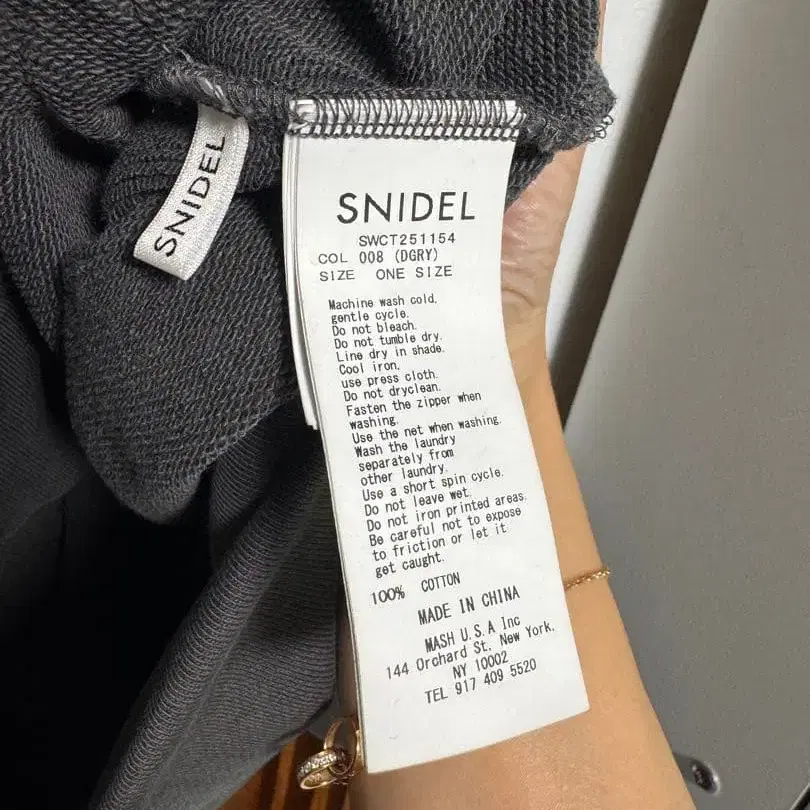 SNIDEL
SNIDEL
SWCT251154
COL 008 (DGRY)
SIZE ONE SIZE
Machine wash cold,
gentle cycle.
Do not bleach.
Do not tumble dry.
Line dry in shade.
Cool iron,
use press cloth.
Do not dryclean.
Fasten the zipper when
washing.
Use the net when washing.
Wash the laundry
separately from
other laundry.
Use a short spin cycle.
Do not leave wet.
Do not iron printed areas.
Be careful not to expose
to friction or let it
get caught.
100% COTTON
MADE IN CHINA
MASH U.S.A Inc
144 Orchard St. New York,
NY 10002
TEL 917 409 5520